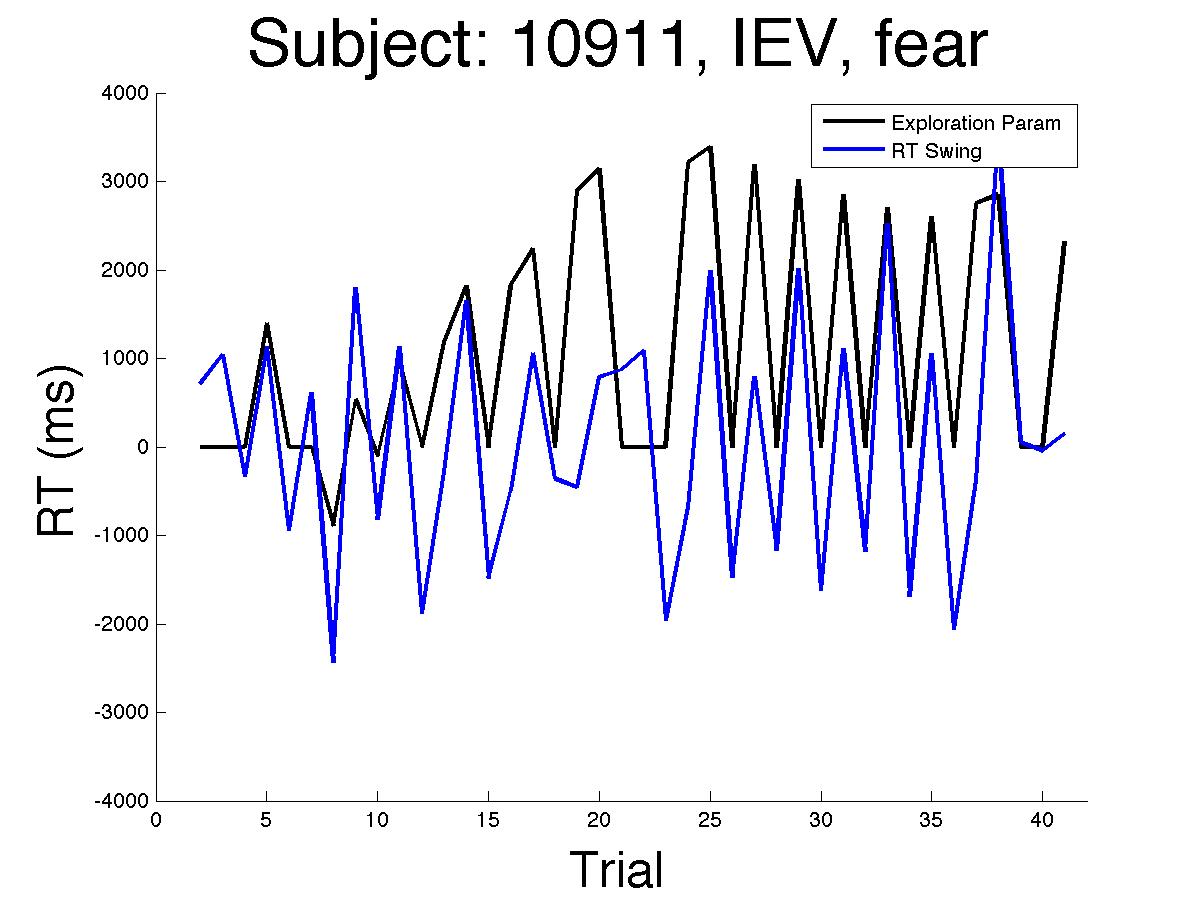 Subject: 10911, IEV, fear
4000
3000
2000
1000
0
-1000
-2000
-3000
-4000
RT (ms)
Exploration Param
RT Swing
0 5 10 15 20 25 30 35 40
Trial